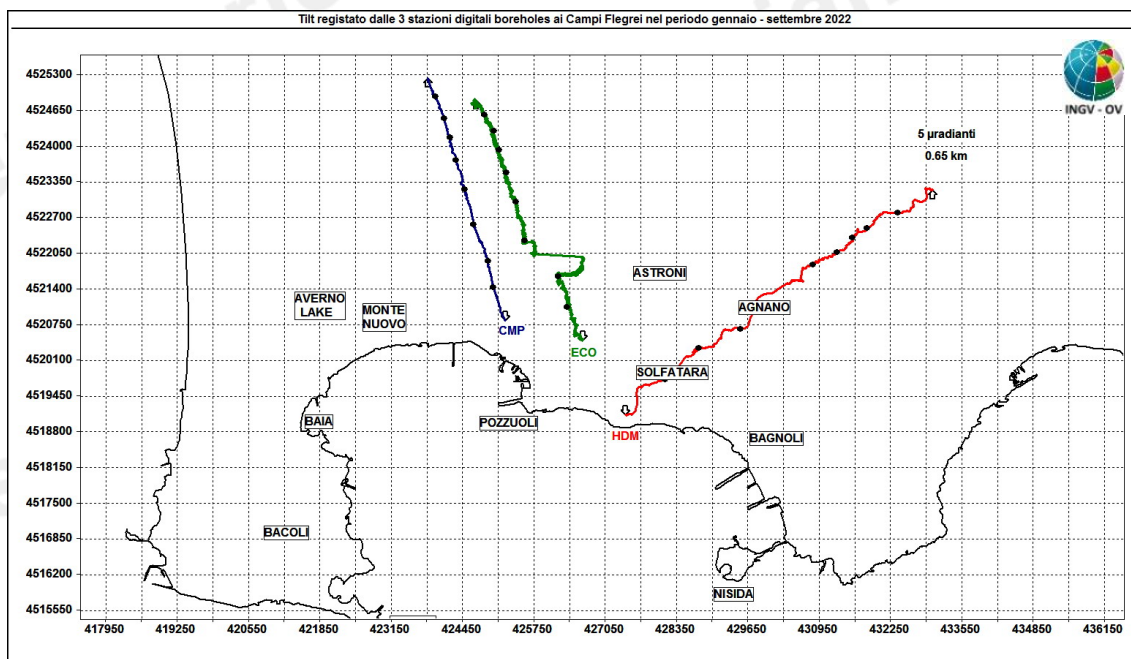 Tilt registato dalle 3 stazioni digitali boreholes ai Campi Flegrei nel periodo gennaio - settembre 2022
4525300
4524650
4524000
4523350
4522700
4522050
4521400
4520750
4520100
4519450
4518800
4518150
4517500
4516850
4516200
4515550
INGV - OV
5 µradianti
0.65 km
ASTRONI
AVERNO
LAKE
MONTE
NUOVO
AGNANO
CMP
ECO
SOLFATARA
BAIA
POZZUOLI
HDM
BAGNOLI
BACOLI
NISIDA
417950 419250 420550 421850 423150 424450 425750 427050 428350 429650 430950 432250 433550 434850 436150